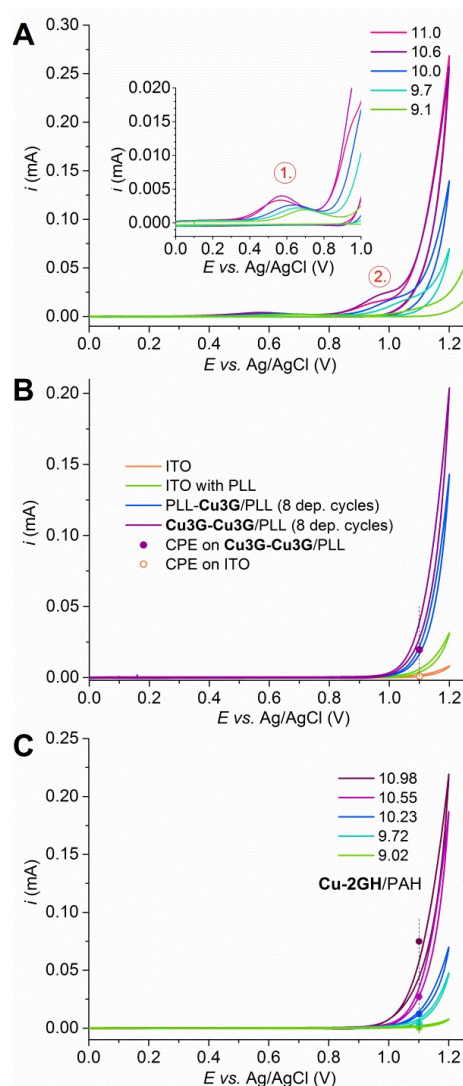 A
0.30
0.25
0.20
0.15
0.10
0.05
0.00
i (mA)
11.0
10.6
10.0
9.7
9.1
0.020
0.015
0.010
0.005
0.000
i (mA)
1.
0.0 0.2 0.4 0.6 0.8 1.0
E vs. Ag/AgCl (V)
2.
0.0 0.2 0.4 0.6 0.8 1.0 1.2
E vs. Ag/AgCl (V)
B
0.20
0.15
0.10
0.05
0.00
i (mA)
ITO
ITO with PLL
PLL-Cu3G/PLL (8 dep. cycles)
Cu3G-Cu3G/PLL (8 dep. cycles)
CPE on Cu3G-Cu3G/PLL
CPE on ITO
0.0 0.2 0.4 0.6 0.8 1.0 1.2
E vs. Ag/AgCl (V)
C
0.25
0.20
0.15
0.10
0.05
0.00
i (mA)
10.98
10.55
10.23
9.72
9.02
Cu-2GH/PAH
0.0 0.2 0.4 0.6 0.8 1.0 1.2
E vs. Ag/AgCl (V)